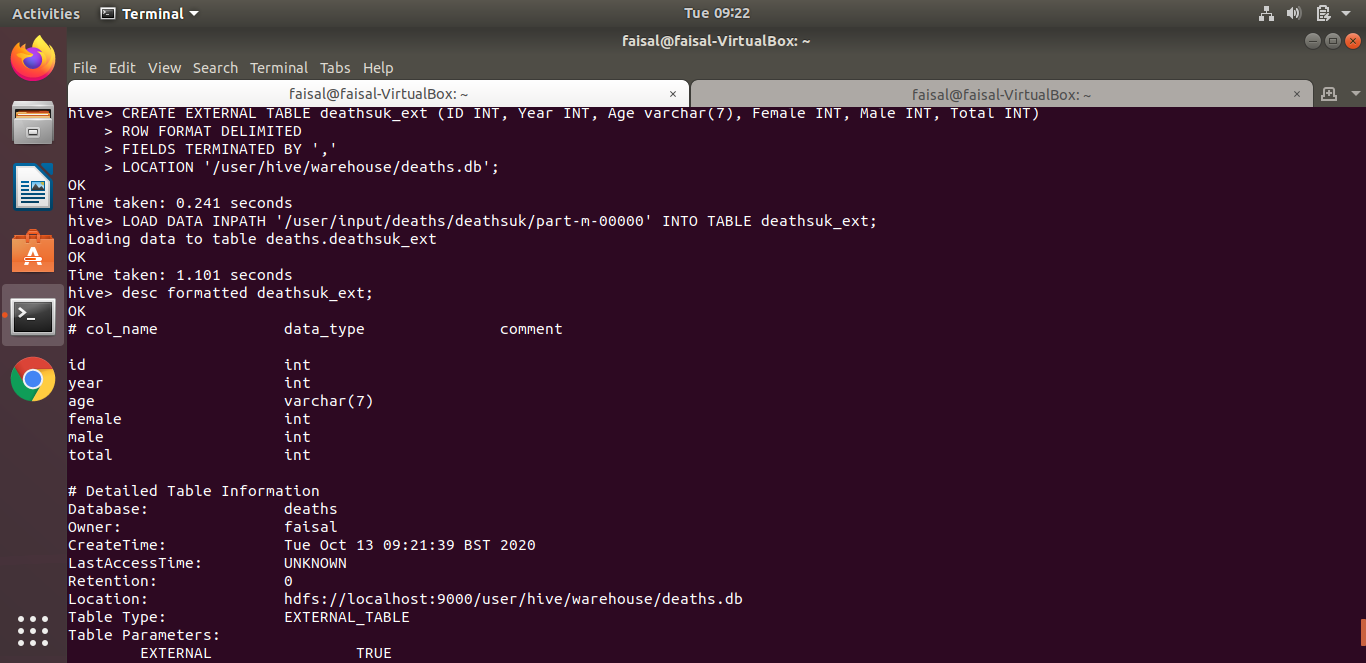 Activities Terminal Tue 09:22
faisal@faisal-VirtualBox: ~
File Edit View Search Terminal Tabs Help
faisal@faisal-VirtualBox: ~ × faisal@faisal-VirtualBox: ~ ×
hive> CREATE EXTERNAL TABLE deathsuk_ext (ID INT, Year INT, Age varchar(7), Female INT, Male INT, Total INT)
> ROW FORMAT DELIMITED
> FIELDS TERMINATED BY ','
> LOCATION '/user/hive/warehouse/deaths.db';
OK
Time taken: 0.241 seconds
hive> LOAD DATA INPATH '/user/input/deaths/deathsuk/part-m-00000' INTO TABLE deathsuk_ext;
Loading data to table deaths.deathsuk_ext
OK
Time taken: 1.101 seconds
hive> desc formatted deathsuk_ext;
OK
# col_name data_type comment
id int
year int
age varchar(7)
female int
male int
total int
# Detailed Table Information
Database: deaths
Owner: faisal
CreateTime: Tue Oct 13 09:21:39 BST 2020
LastAccessTime: UNKNOWN
Retention: 0
Location: hdfs://localhost:9000/user/hive/warehouse/deaths.db
Table Type: EXTERNAL_TABLE
Table Parameters:
EXTERNAL TRUE